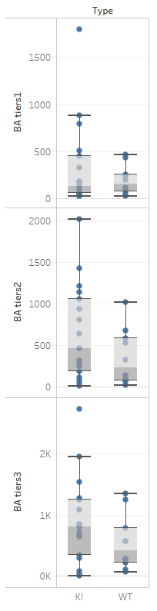 Type
BA tiers1
1500
1000
500
0
BA tiers2
2000
1500
1000
500
0
BA tiers3
2K
1K
0K
KI WT